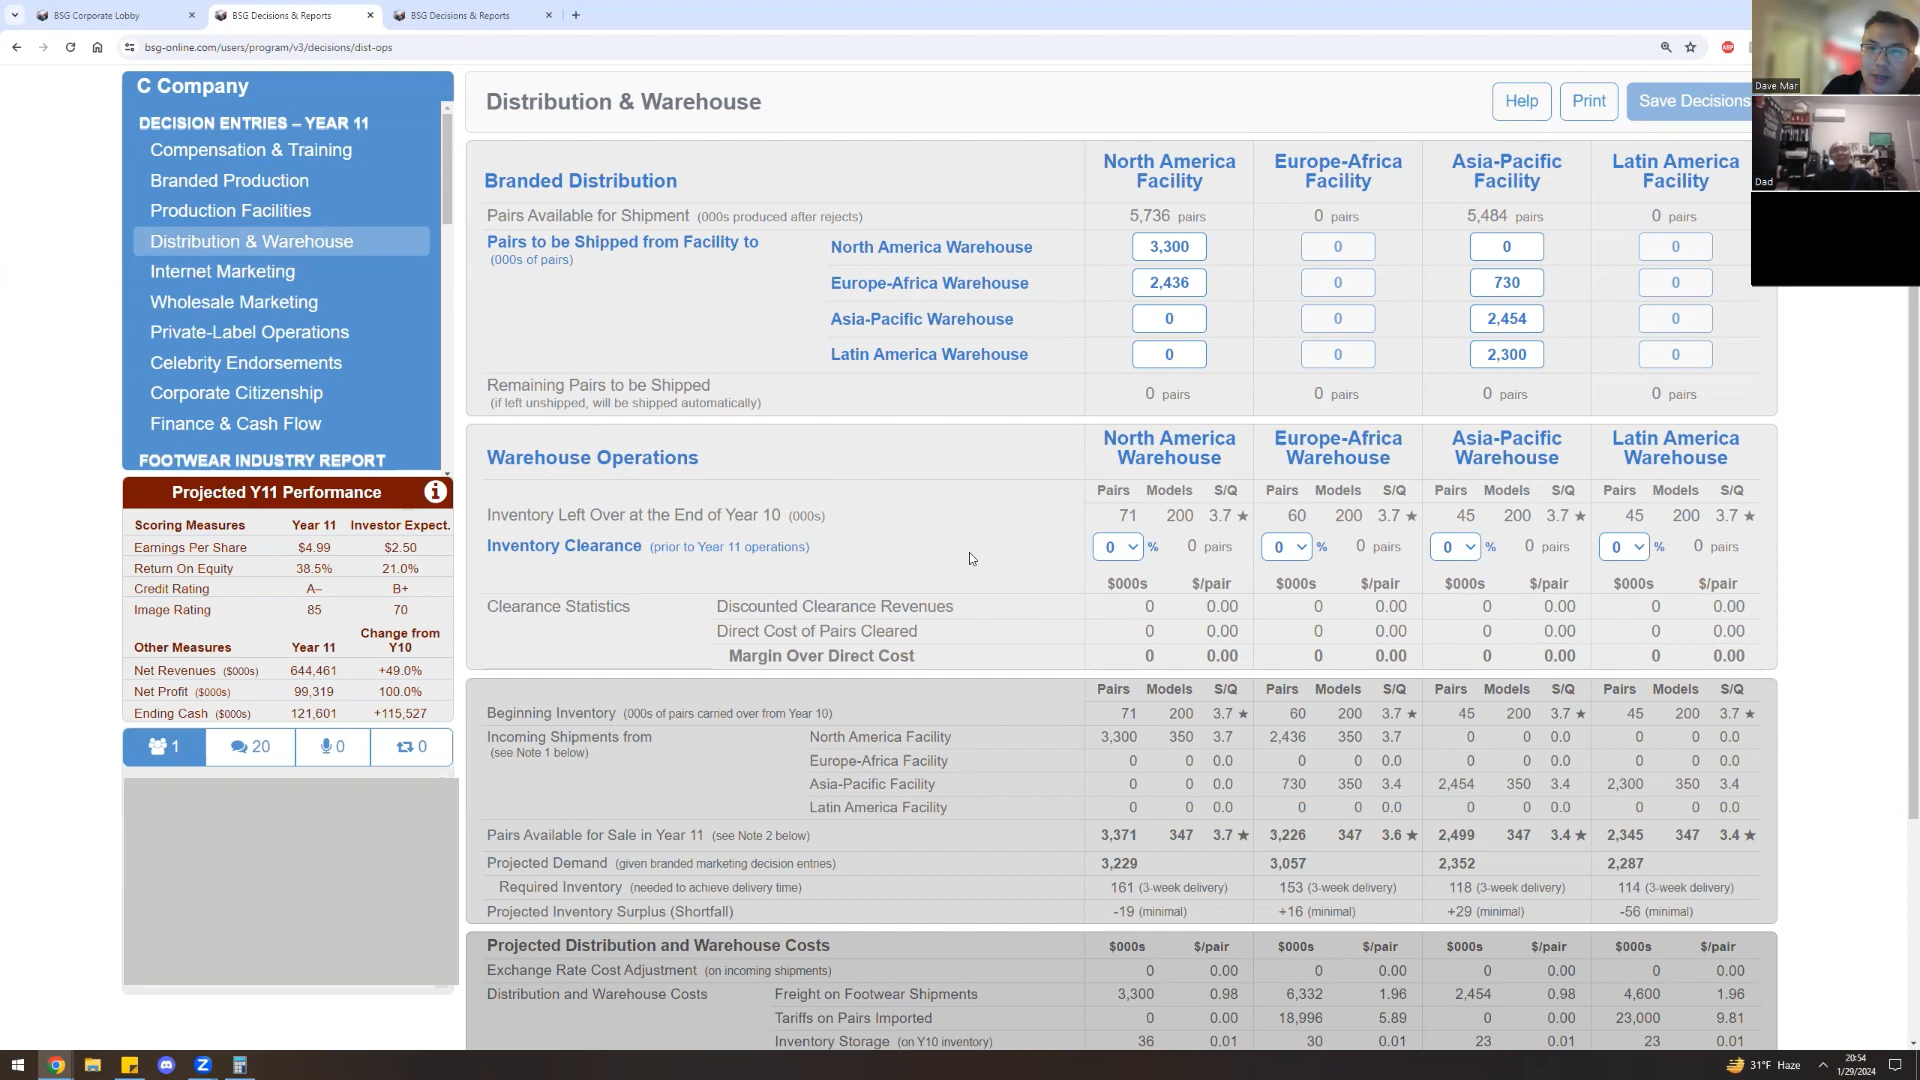 BSG Corporate Lobby
BSG Decisions & Reports
BSG Decisions & Reports
bsg-online.com/users/program/v3/decisions/dist-ops
ABP
C Company
DECISION ENTRIES – YEAR 11
Compensation & Training
Branded Production
Production Facilities
Distribution & Warehouse
Internet Marketing
Wholesale Marketing
Private-Label Operations
Celebrity Endorsements
Corporate Citizenship
Finance & Cash Flow
FOOTWEAR INDUSTRY REPORT
Projected Y11 Performance
Scoring Measures Year 11 Investor Expect.
Earnings Per Share $4.99 $2.50
Return On Equity 38.5% 21.0%
Credit Rating A– B+
Image Rating 85 70
Other Measures Year 11 Change from Y10
Net Revenues ($000s) 644,461 +49.0%
Net Profit ($000s) 99,319 100.0%
Ending Cash ($000s) 121,601 +115,527
1 20 0 0
Distribution & Warehouse
Help Print Save Decisions
Dave Mar
Dad
Branded Distribution North America Facility Europe-Africa Facility Asia-Pacific Facility Latin America Facility
Pairs Available for Shipment (000s produced after rejects) 5,736 pairs 0 pairs 5,484 pairs 0 pairs
Pairs to be Shipped from Facility to North America Warehouse 3,300 0 0 0
(000s of pairs)
Europe-Africa Warehouse 2,436 0 730 0
Asia-Pacific Warehouse 0 0 2,454 0
Latin America Warehouse 0 0 2,300 0
Remaining Pairs to be Shipped 0 pairs 0 pairs 0 pairs 0 pairs
(if left unshipped, will be shipped automatically)
Warehouse Operations North America Warehouse Europe-Africa Warehouse Asia-Pacific Warehouse Latin America Warehouse
Pairs Models S/Q Pairs Models S/Q Pairs Models S/Q Pairs Models S/Q
Inventory Left Over at the End of Year 10 (000s) 71 200 3.7 ★ 60 200 3.7 ★ 45 200 3.7 ★ 45 200 3.7 ★
Inventory Clearance (prior to Year 11 operations) 0 % 0 pairs 0 % 0 pairs 0 % 0 pairs 0 % 0 pairs
$000s $/pair $000s $/pair $000s $/pair $000s $/pair
Clearance Statistics Discounted Clearance Revenues 0 0.00 0 0.00 0 0.00 0 0.00
Direct Cost of Pairs Cleared 0 0.00 0 0.00 0 0.00 0 0.00
Margin Over Direct Cost 0 0.00 0 0.00 0 0.00 0 0.00
Pairs Models S/Q Pairs Models S/Q Pairs Models S/Q Pairs Models S/Q
Beginning Inventory (000s of pairs carried over from Year 10) 71 200 3.7 ★ 60 200 3.7 ★ 45 200 3.7 ★ 45 200 3.7 ★
Incoming Shipments from North America Facility 3,300 350 3.7 2,436 350 3.7 0 0 0.0 0 0 0.0
(see Note 1 below)
Europe-Africa Facility 0 0 0.0 0 0 0.0 0 0 0.0 0 0 0.0
Asia-Pacific Facility 0 0 0.0 730 350 3.4 2,454 350 3.4 2,300 350 3.4
Latin America Facility 0 0 0.0 0 0 0.0 0 0 0.0 0 0 0.0
Pairs Available for Sale in Year 11 (see Note 2 below) 3,371 347 3.7 ★ 3,226 347 3.6 ★ 2,499 347 3.4 ★ 2,345 347 3.4 ★
Projected Demand (given branded marketing decision entries) 3,229 3,057 2,352 2,287
Required Inventory (needed to achieve delivery time) 161 (3-week delivery) 153 (3-week delivery) 118 (3-week delivery) 114 (3-week delivery)
Projected Inventory Surplus (Shortfall) -19 (minimal) +16 (minimal) +29 (minimal) -56 (minimal)
Projected Distribution and Warehouse Costs $000s $/pair $000s $/pair $000s $/pair $000s $/pair
Exchange Rate Cost Adjustment (on incoming shipments) 0 0.00 0 0.00 0 0.00 0 0.00
Distribution and Warehouse Costs Freight on Footwear Shipments 3,300 0.98 6,332 1.96 2,454 0.98 4,600 1.96
Tariffs on Pairs Imported 0 0.00 18,996 5.89 0 0.00 23,000 9.81
Inventory Storage (on Y10 inventory) 36 0.01 30 0.01 23 0.01 23 0.01
31°F Haze
20:54
1/29/2024